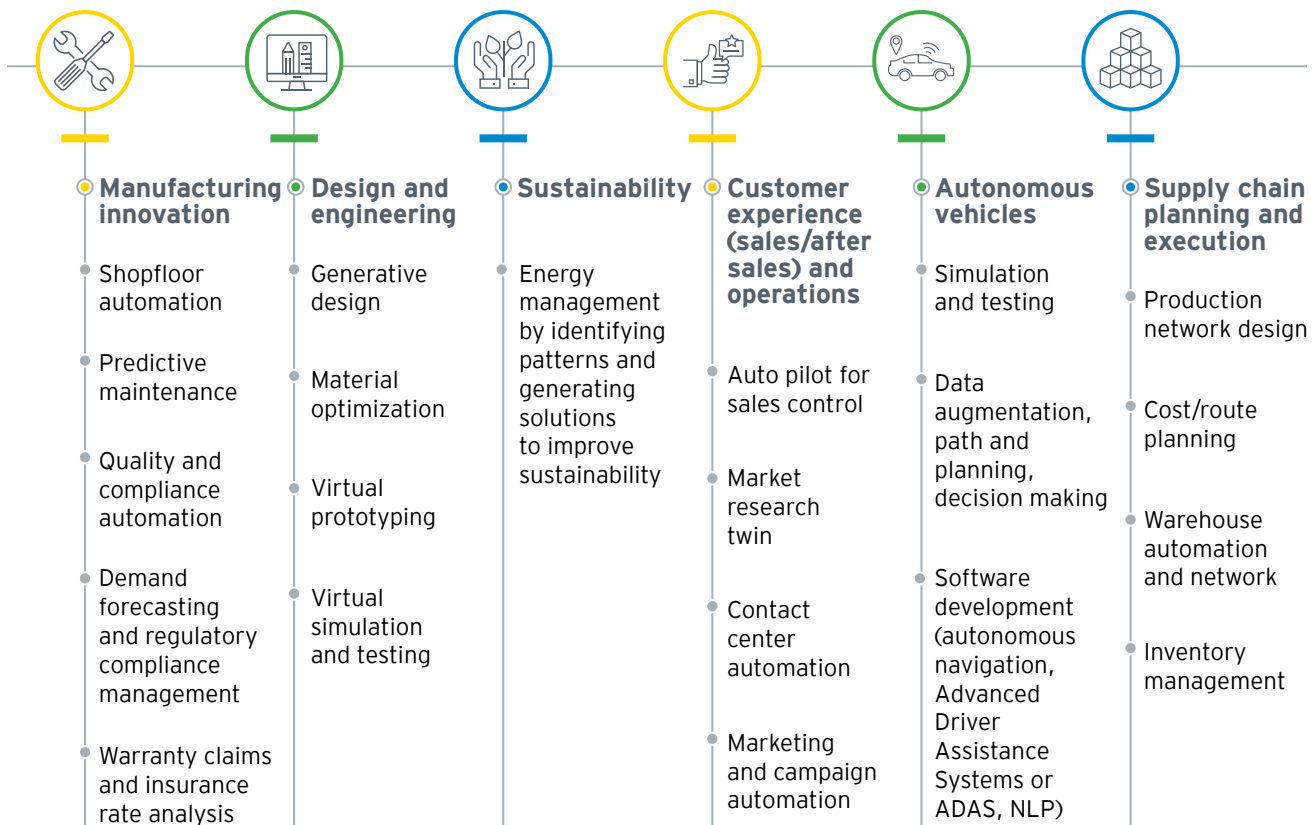 Manufacturing
innovation
Shopfloor
automation
Predictive
maintenance
Quality and
compliance
automation
Demand
forecasting
and regulatory
compliance
management
Warranty claims
and insurance
rate analysis
Design and
engineering
Generative
design
Material
optimization
Virtual
prototyping
Virtual
simulation
and testing
Sustainability
Energy
management
by identifying
patterns and
generating
solutions
to improve
sustainability
Customer
experience
(sales/after
sales) and
operations
Auto pilot for
sales control
Market
research
twin
Contact
center
automation
Marketing
and campaign
automation
Autonomous
vehicles
Simulation
and testing
Data
augmentation,
path and
planning,
decision making
Software
development
(autonomous
navigation,
Advanced
Driver
Assistance
Systems or
ADAS, NLP)
Supply chain
planning and
execution
Production
network design
Cost/route
planning
Warehouse
automation
and network
Inventory
management